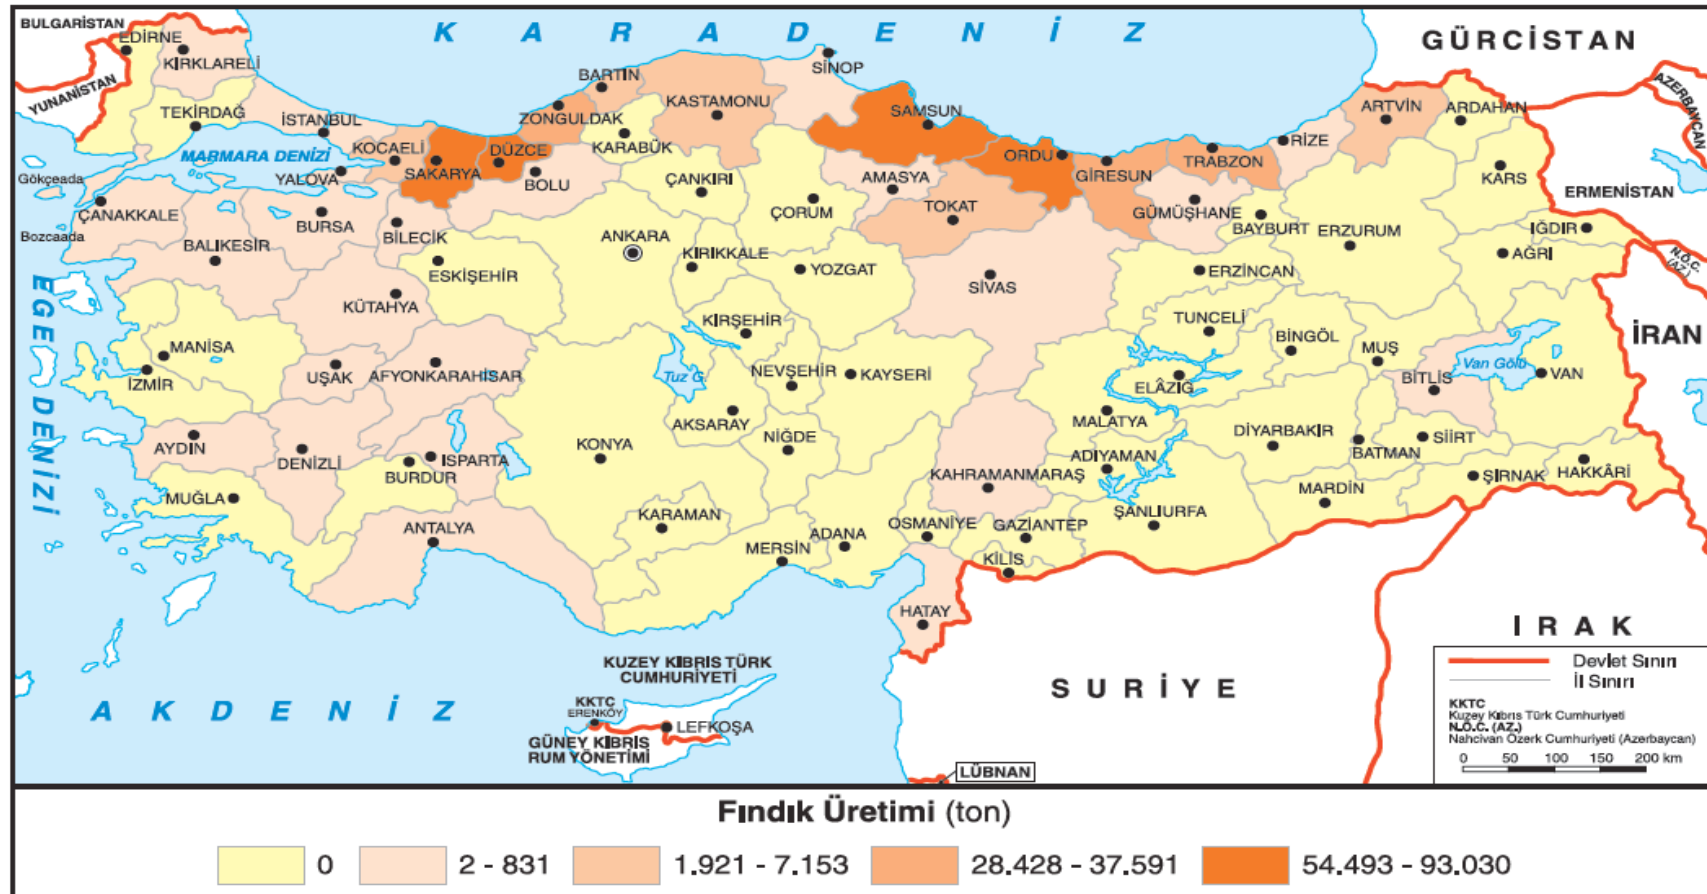 BULGARİSTAN
K A R A D E N İ Z
GÜRCİSTAN
EDİRNE
KIRKLARELİ
SİNOP
YUNANİSTAN
AZERBAYCAN
BARTIN
TEKİRDAĞ
İSTANBUL
ZONGULDAK
KASTAMONU
SAMSUN
ARTVİN
ARDAHAN
MARMARA DENİZİ
KOCAELİ
DÜZCE
KARABÜK
ORDU
TRABZON
RİZE
Gökçeada
YALOVA
SAKARYA
BOLU
ÇANKIRI
AMASYA
GİRESUN
KARS
ERMENİSTAN
ÇANAKKALE
BURSA
BİLECİK
ÇORUM
TOKAT
GÜMÜŞHANE
BAYBURT
Bozcaada
BALIKESİR
ANKARA
KIRIKKALE
ERZURUM
IĞDIR
ESKİŞEHİR
YOZGAT
ERZİNCAN
AĞRI
N.Ö.C.
(AZ.)
EGE DENİZİ
KÜTAHYA
SİVAS
KIRŞEHİR
TUNCELİ
BİNGÖL
MUŞ
İRAN
MANİSA
UŞAK
AFYONKARAHİSAR
Tuz G.
NEVŞEHİR
KAYSERİ
ELÂZIĞ
BİTLİS
Van Gölü
VAN
İZMİR
AKSARAY
MALATYA
AYDIN
DENİZLİ
ISPARTA
BURDUR
KONYA
NİĞDE
DİYARBAKIR
BATMAN
SİİRT
ADIYAMAN
KAHRAMANMARAŞ
ŞIRNAK
HAKKÂRİ
MUĞLA
MARDİN
ANTALYA
KARAMAN
MERSİN
ADANA
OSMANİYE
GAZİANTEP
ŞANLIURFA
KİLİS
HATAY
I R A K
KUZEY KIBRIS TÜRK
CUMHURİYETİ
S U R İ Y E
A K D E N İ Z
KKTC
ERENKÖY
LEFKOŞA
GÜNEY KIBRIS
RUM YÖNETİMİ
LÜBNAN
Devlet Sınırı
İl Sınırı
KKTC
Kuzey Kıbrıs Türk Cumhuriyeti
N.Ö.C. (AZ.)
Nahcivan Özerk Cumhuriyeti (Azerbaycan)
0 50 100 150 200 km
Fındık Üretimi (ton)
0 2 - 831 1.921 - 7.153 28.428 - 37.591 54.493 - 93.030